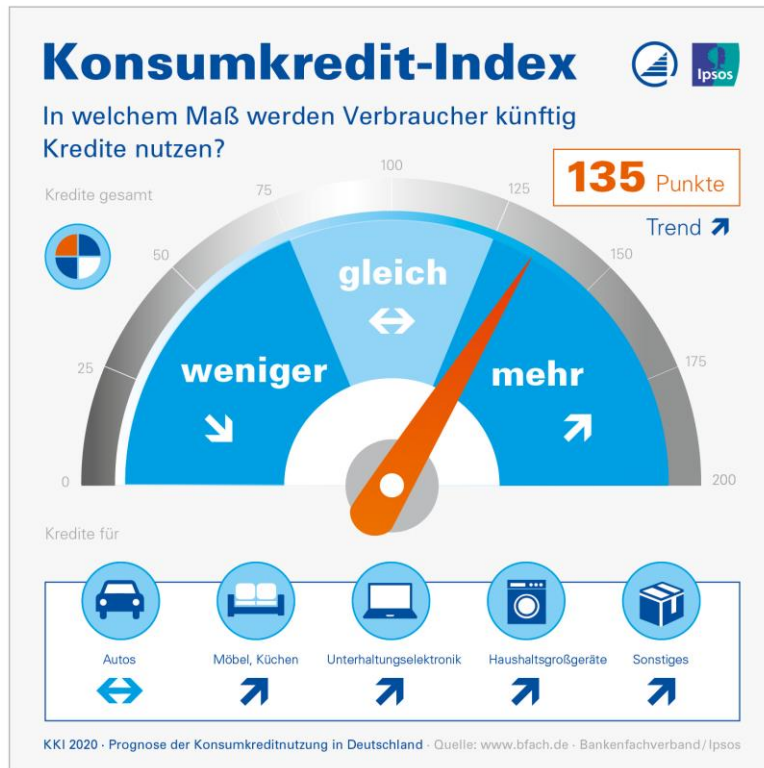 Konsumkredit-Index
Ipsos
In welchem Maß werden Verbraucher künftig
Kredite nutzen?
135 Punkte
Trend
Kredite gesamt
0
25
50
75
100
125
150
175
200
weniger
gleich
mehr
Kredite für
Autos
Möbel, Küchen
Unterhaltungselektronik
Haushaltsgroßgeräte
Sonstiges
KKI 2020 · Prognose der Konsumkreditnutzung in Deutschland · Quelle: www.bfach.de · Bankenfachverband/Ipsos